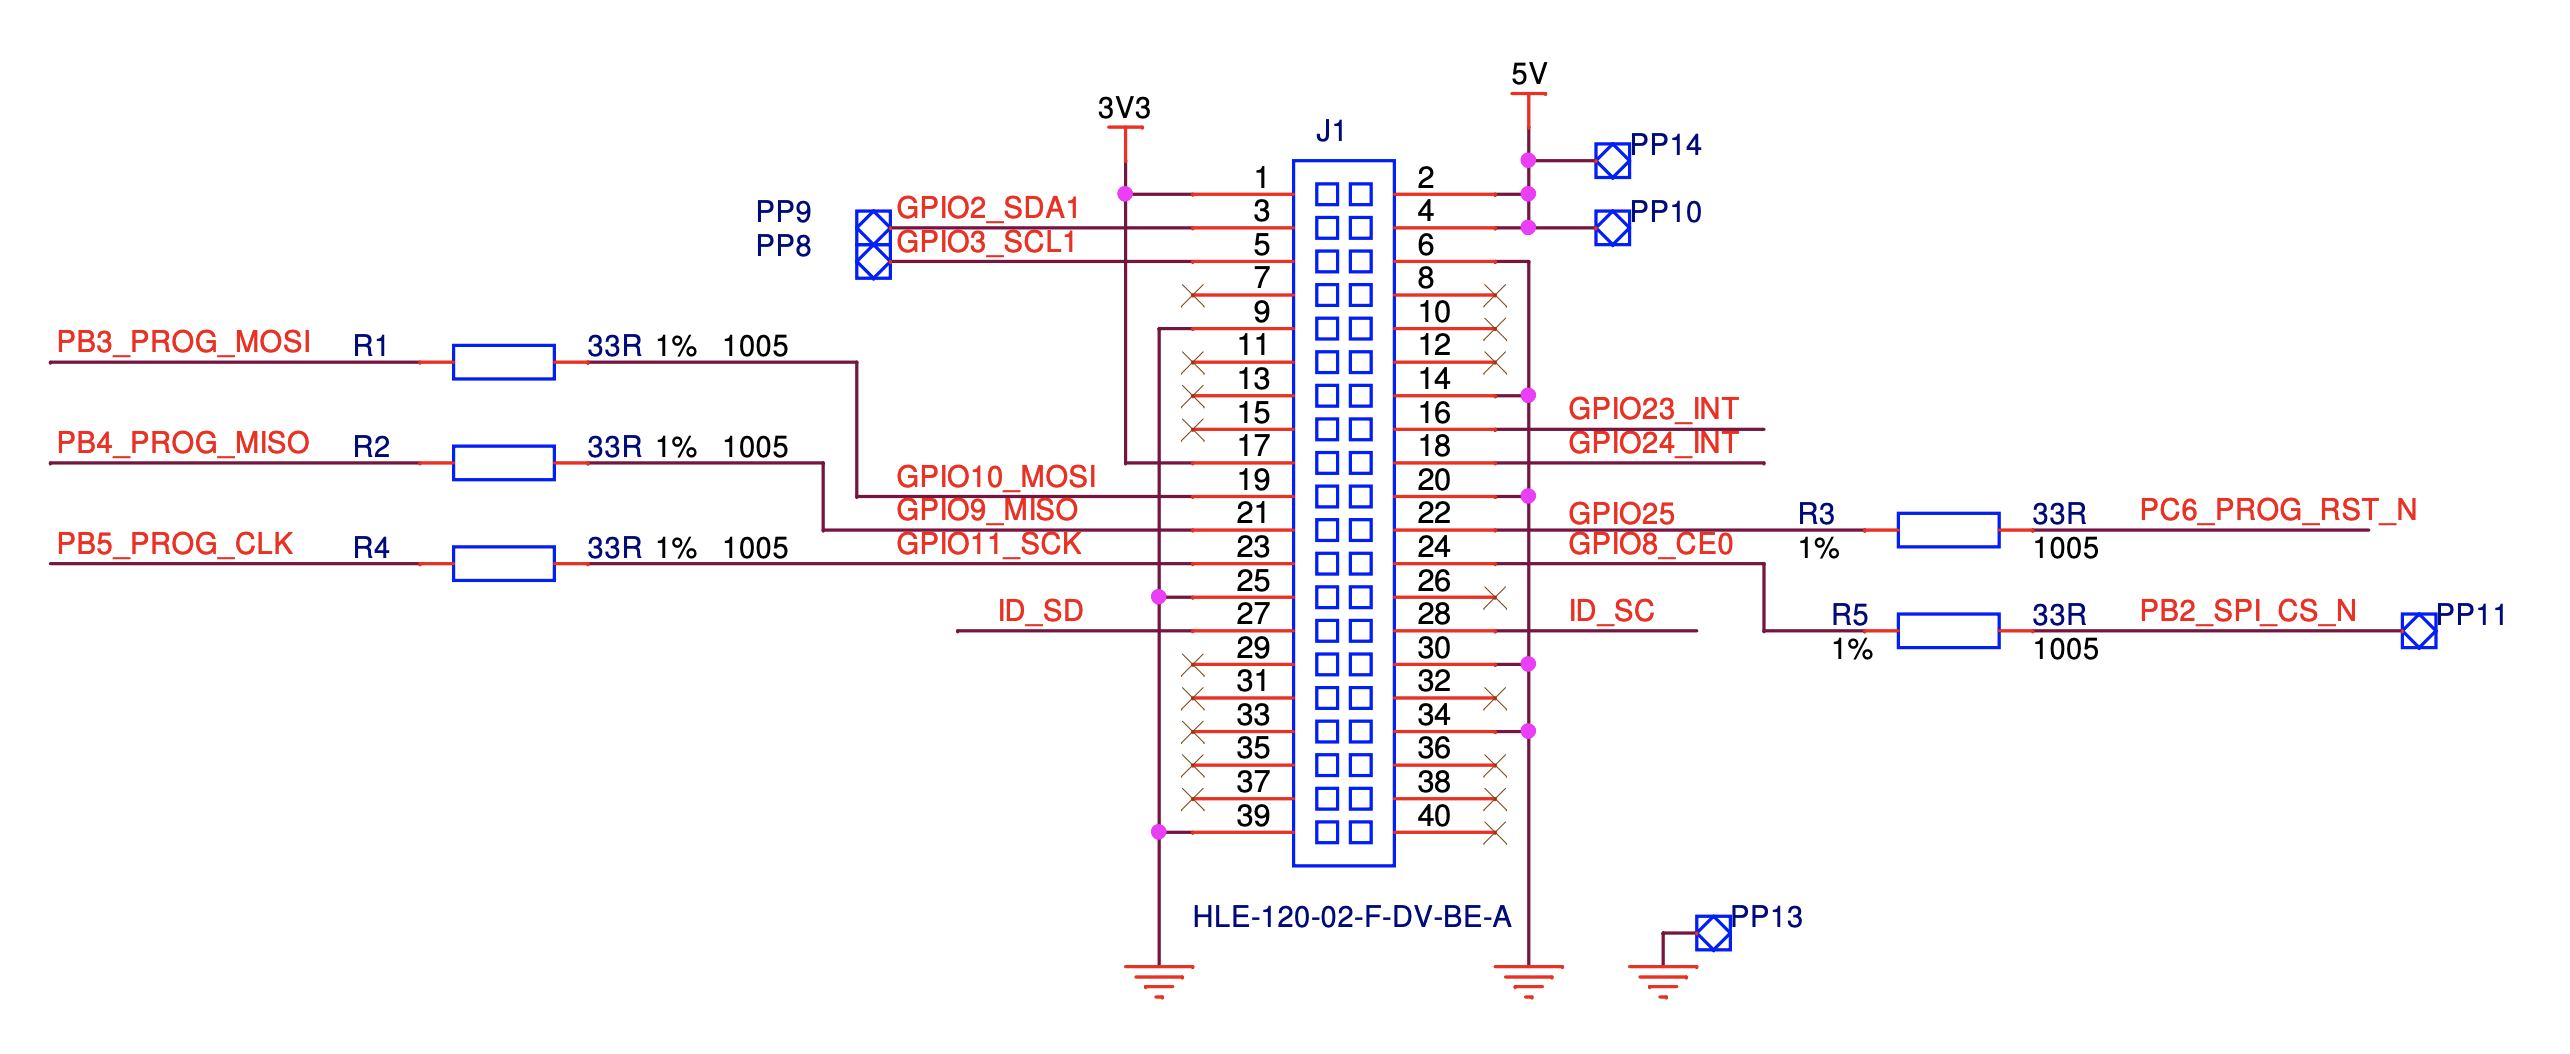 5V
3V3
J1
PP14
1 2
PP9 GPIO2_SDA1 3 4 PP10
PP8 GPIO3_SCL1 5 6
7 8
9 10
PB3_PROG_MOSI R1 33R 1% 1005 11 12
13 14
15 16 GPIO23_INT
PB4_PROG_MISO R2 33R 1% 1005 17 18 GPIO24_INT
GPIO10_MOSI 19 20
GPIO9_MISO 21 22 GPIO25 R3 33R PC6_PROG_RST_N
1% 1005
PB5_PROG_CLK R4 33R 1% 1005 GPIO11_SCK 23 24 GPIO8_CE0
25 26
ID_SD 27 28 ID_SC R5 33R PB2_SPI_CS_N PP11
1% 1005
29 30
31 32
33 34
35 36
37 38
39 40
HLE-120-02-F-DV-BE-A
PP13